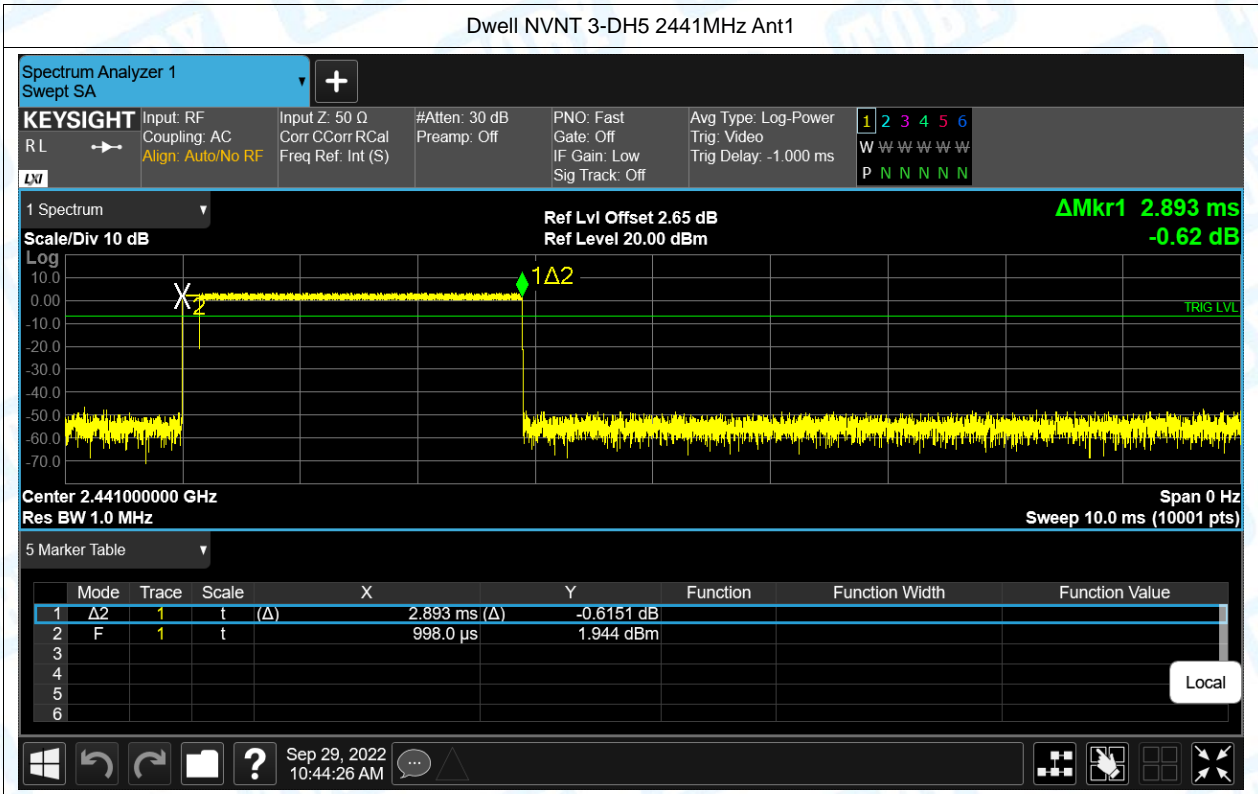 Dwell NVNT 3-DH5 2441MHz Ant1
Spectrum Analyzer 1
Swept SA
KEYSIGHT
R L
LXI
Input: RF
Coupling: AC
Align: Auto/No RF
Input Z: 50 Ω
Corr CCorr RCal
Freq Ref: Int (S)
#Atten: 30 dB
Preamp: Off
PNO: Fast
Gate: Off
IF Gain: Low
Sig Track: Off
Avg Type: Log-Power
Trig: Video
Trig Delay: -1.000 ms
1 2 3 4 5 6
W W W W W W
P N N N N N
1 Spectrum
Scale/Div 10 dB
Ref Lvl Offset 2.65 dB
Ref Level 20.00 dBm
ΔMkr1 2.893 ms
-0.62 dB
Log
10.0
0.00
-10.0
-20.0
-30.0
-40.0
-50.0
-60.0
-70.0
2
1Δ2
TRIG LVL
Center 2.441000000 GHz
Span 0 Hz
Res BW 1.0 MHz
Sweep 10.0 ms (10001 pts)
5 Marker Table
Mode Trace Scale X Y Function Function Width Function Value
1 Δ2 1 t (Δ) 2.893 ms (Δ) -0.6151 dB
2 F 1 t 998.0 µs 1.944 dBm
3
4
5
6
Local
Sep 29, 2022
10:44:26 AM